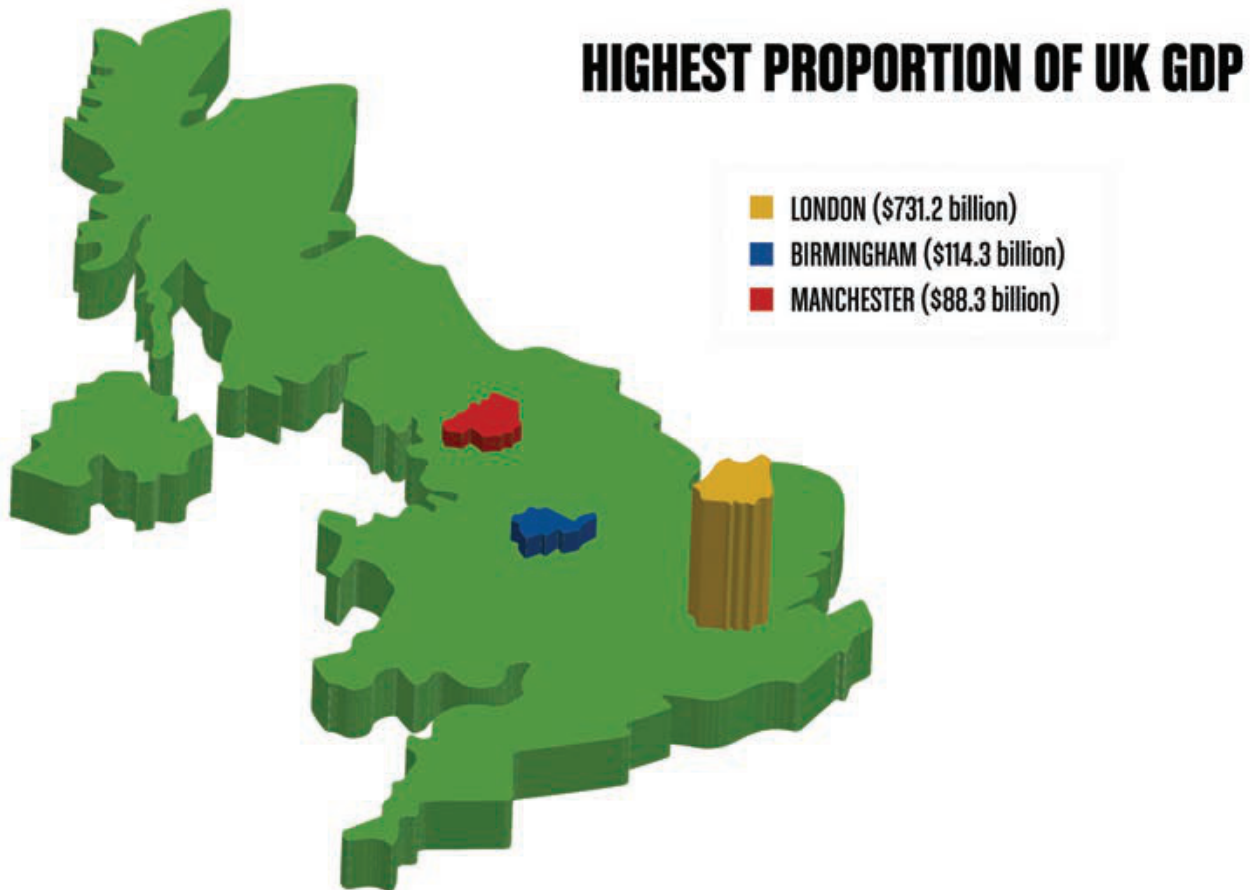 HIGHEST PROPORTION OF UK GDP
LONDON ($731.2 billion)
BIRMINGHAM ($114.3 billion)
MANCHESTER ($88.3 billion)